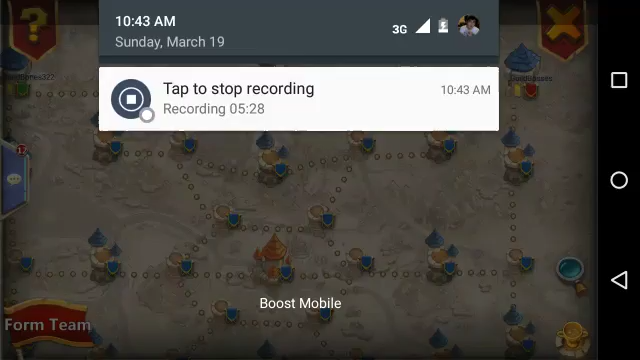 10:43 AM
3G
Sunday, March 19
Tap to stop recording
10:43 AM
Recording 05:28
12
Boost Mobile
Form Team